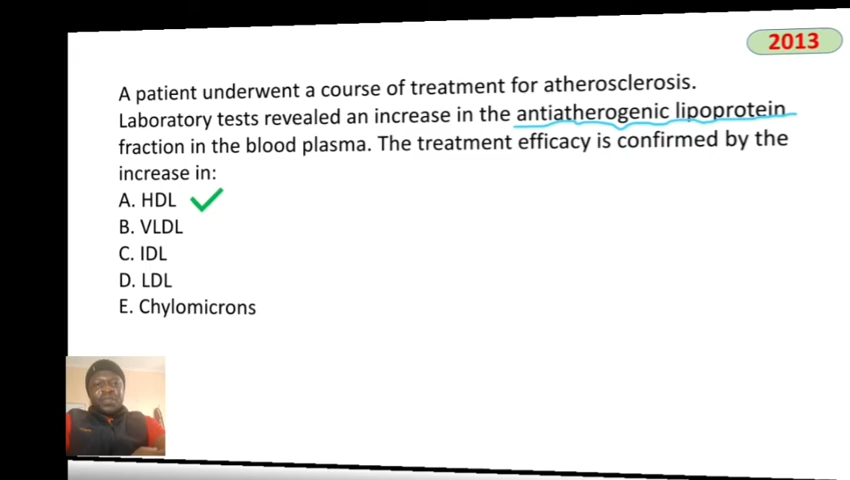 2013
A patient underwent a course of treatment for atherosclerosis.
Laboratory tests revealed an increase in the antiatherogenic lipoprotein
fraction in the blood plasma. The treatment efficacy is confirmed by the
increase in:
A. HDL
B. VLDL
C. IDL
D. LDL
E. Chylomicrons